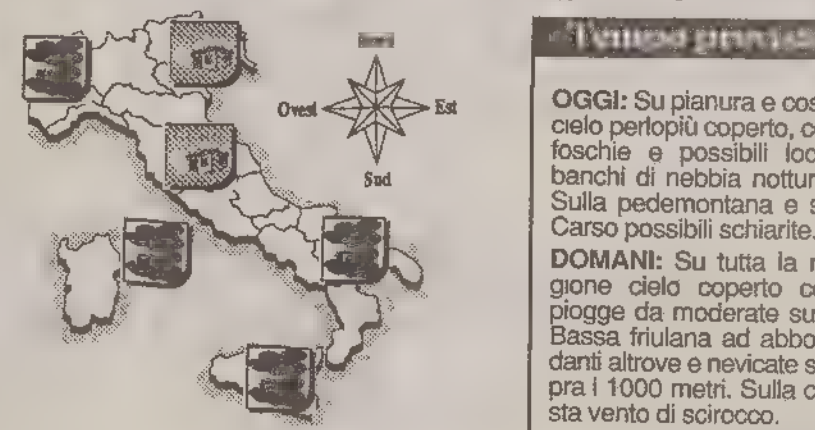 Ovest
Est
Sud
OGGI: Su pianura e cos
cielo perlopiù coperto, c
foschie e possibili loc
banchi di nebbia nottur
Sulla pedemontana e s
Carso possibili schiarite.
DOMANI: Su tutta la r
gione cielo coperto c
piogge da moderate su
Bassa friulana ad abbo
danti altrove e nevicate s
pra i 1000 metri. Sulla c
sta vento di scirocco.